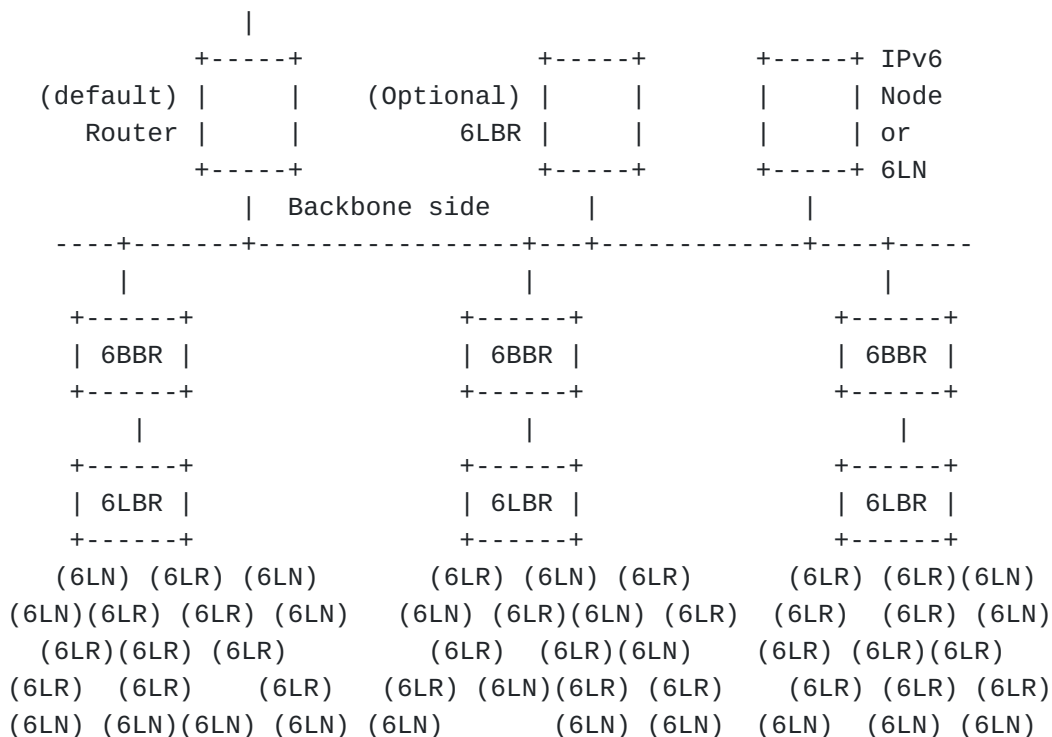 |
+-----+ +-----+ +-----+ IPv6
(default) | | (Optional) | | | | Node
Router | | 6LBR | | | | or
+-----+ +-----+ +-----+ 6LN
| Backbone side | |
----+-------+-----------------+---+-------------+----+-----
| | |
+------+ +------+ +------+
| 6BBR | | 6BBR | | 6BBR |
+------+ +------+ +------+
| | |
+------+ +------+ +------+
| 6LBR | | 6LBR | | 6LBR |
+------+ +------+ +------+
(6LN) (6LR) (6LN) (6LR) (6LN) (6LR) (6LR) (6LR)(6LN)
(6LN)(6LR) (6LR) (6LN) (6LN) (6LR)(6LN) (6LR) (6LR) (6LR) (6LN)
(6LR)(6LR) (6LR) (6LR) (6LR)(6LN) (6LR) (6LR)(6LR)
(6LR) (6LR) (6LR) (6LR) (6LN)(6LR) (6LR) (6LR) (6LR) (6LR)
(6LN) (6LN)(6LN) (6LN) (6LN) (6LN) (6LN) (6LN) (6LN) (6LN)